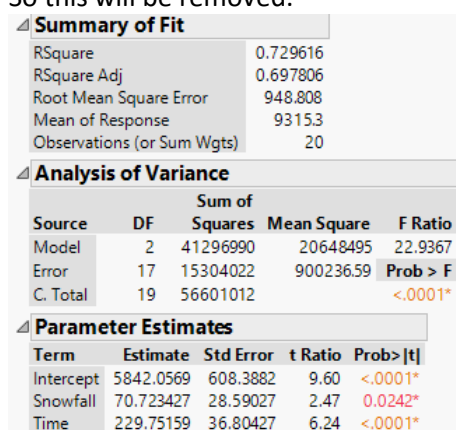 So this will be removed.
Summary of Fit
RSquare 0.729616
RSquare Adj 0.697806
Root Mean Square Error 948.808
Mean of Response 9315.3
Observations (or Sum Wgts) 20
Analysis of Variance
Sum of
Source DF Squares Mean Square F Ratio
Model 2 41296990 20648495 22.9367
Error 17 15304022 900236.59 Prob > F
C. Total 19 56601012 <.0001*
Parameter Estimates
Term Estimate Std Error t Ratio Prob>|t|
Intercept 5842.0569 608.3882 9.60 <.0001*
Snowfall 70.723427 28.59027 2.47 0.0242*
Time 229.75159 36.80427 6.24 <.0001*